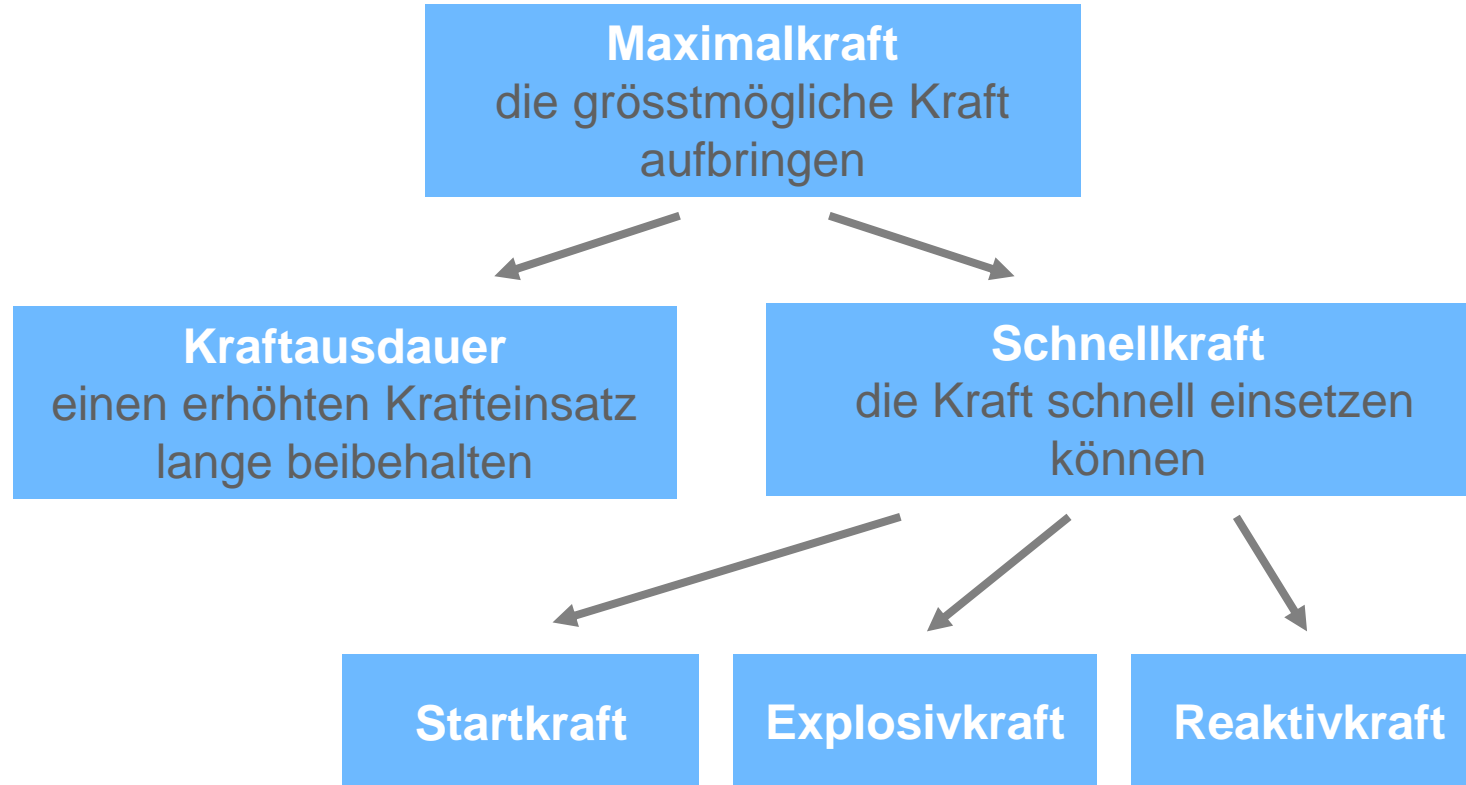 Maximalkraft
die grösstmögliche Kraft
aufbringen
Kraftausdauer
einen erhöhten Krafteinsatz
lange beibehalten
Schnellkraft
die Kraft schnell einsetzen
können
Startkraft
Explosivkraft
Reaktivkraft